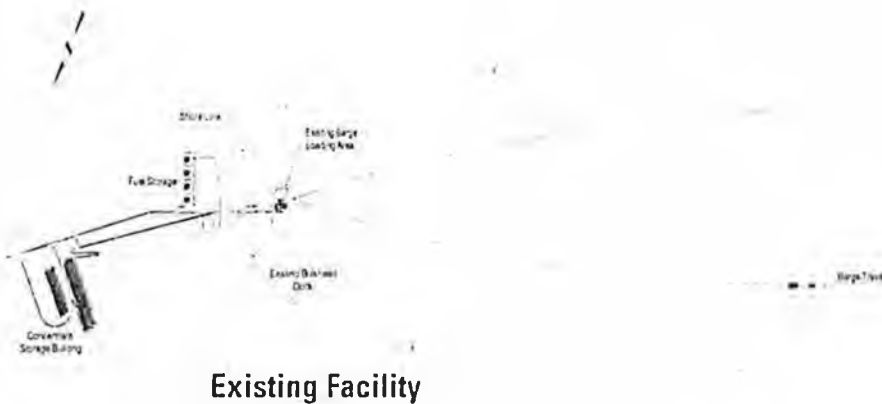 Shore Line
Existing Barge
Loading Area
Fuel Storage
Existing Bulkhead
Dock
Barge Travel
Concentrate
Storage Building
Existing Facility